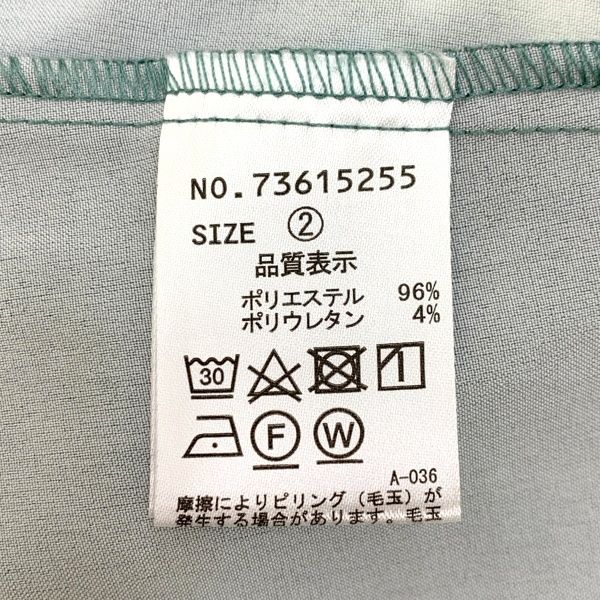 NO.73615255
SIZE ②
品質表示
ポリエステル 96%
ポリウレタン 4%
30
F W
A-036
摩擦によりピリング(毛玉)が
発生する場合があります。毛玉